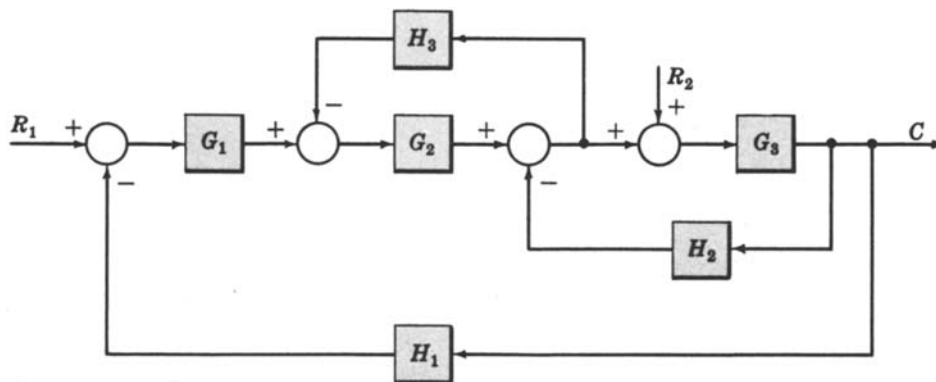 H₃
R₂
R₁ + G₁ + − G₂ + + + G₃ C
− −
H₂
H₁